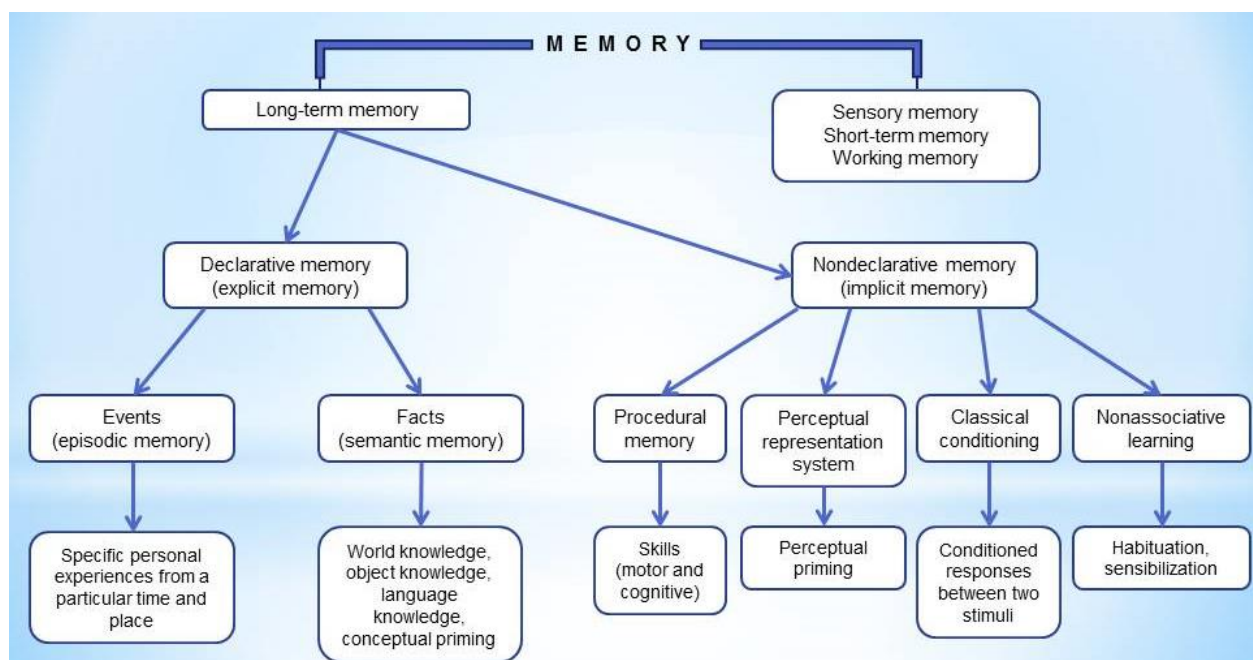 MEMORY
Long-term memory
Sensory memory
Short-term memory
Working memory
Declarative memory
(explicit memory)
Nondeclarative memory
(implicit memory)
Events
(episodic memory)
Facts
(semantic memory)
Procedural
memory
Perceptual
representation
system
Classical
conditioning
Nonassociative
learning
Specific personal
experiences from a
particular time and
place
World knowledge,
object knowledge,
language
knowledge,
conceptual priming
Skills
(motor and
cognitive)
Perceptual
priming
Conditioned
responses
between two
stimuli
Habituation,
sensibilization